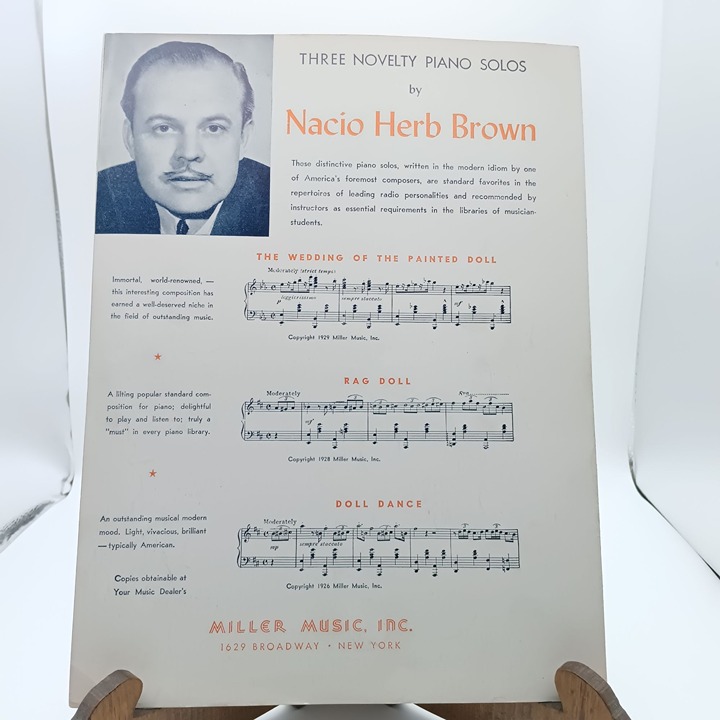 THREE NOVELTY PIANO SOLOS
by
Nacio Herb Brown
These distinctive piano solos, written in the modern idiom by one
of America's foremost composers, are standard favorites in the
repertoires of leading radio personalities and recommended by
instructors as essential requirements in the libraries of musician-
students.
THE WEDDING OF THE PAINTED DOLL
Immortal, world-renowned, —
this interesting composition has
earned a well-deserved niche in
the field of outstanding music.
Moderately (strict tempo)
p leggierissimo sempre staccato mf
Copyright 1929 Miller Music, Inc.
RAG DOLL
A lilting popular standard com-
position for piano; delightful
to play and listen to; truly a
"must" in every piano library.
Moderately
mf
Copyright 1928 Miller Music, Inc.
DOLL DANCE
An outstanding musical modern
mood. Light, vivacious, brilliant
—typically American.
Moderately
mp sempre staccato
Copyright 1926 Miller Music, Inc.
Copies obtainable at
Your Music Dealer's
MILLER MUSIC, INC.
1629 BROADWAY • NEW YORK